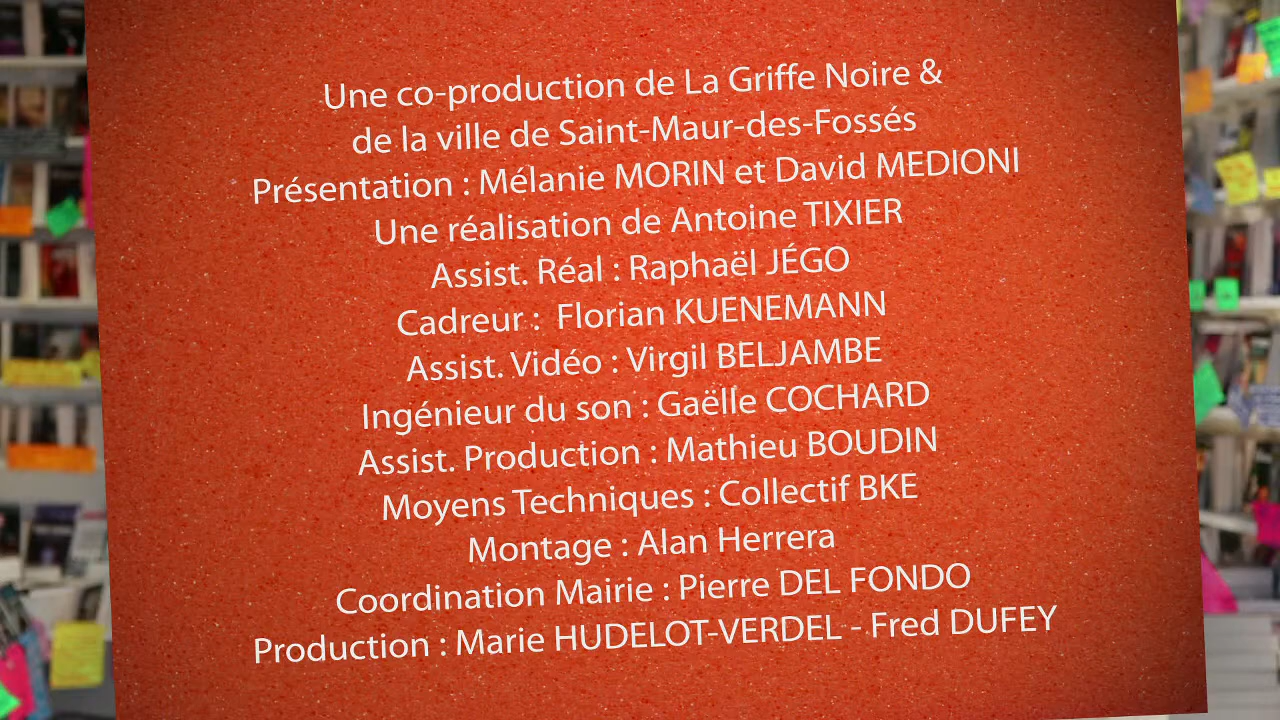 Une co-production de La Griffe Noire &
de la ville de Saint-Maur-des-Fossés
Présentation : Mélanie MORIN et David MEDIONI
Une réalisation de Antoine TIXIER
Assist. Réal : Raphaël JÉGO
Cadreur :  Florian KUENEMANN
Assist. Vidéo : Virgil BELJAMBE
Ingénieur du son : Gaëlle COCHARD
Assist. Production : Mathieu BOUDIN
Moyens Techniques : Collectif BKE
Montage : Alan Herrera
Coordination Mairie : Pierre DEL FONDO
Production : Marie HUDELOT-VERDEL - Fred DUFEY